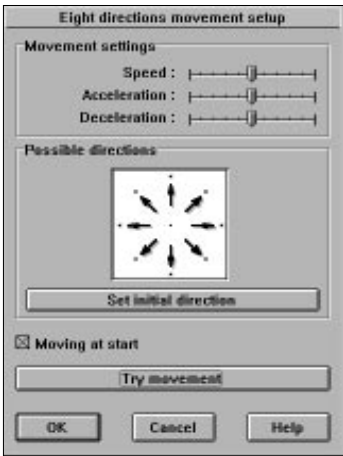 Eight directions movement setup
Movement settings
Speed :
Acceleration :
Deceleration :
Possible directions
Set initial direction
Moving at start
Try movement
OK Cancel Help